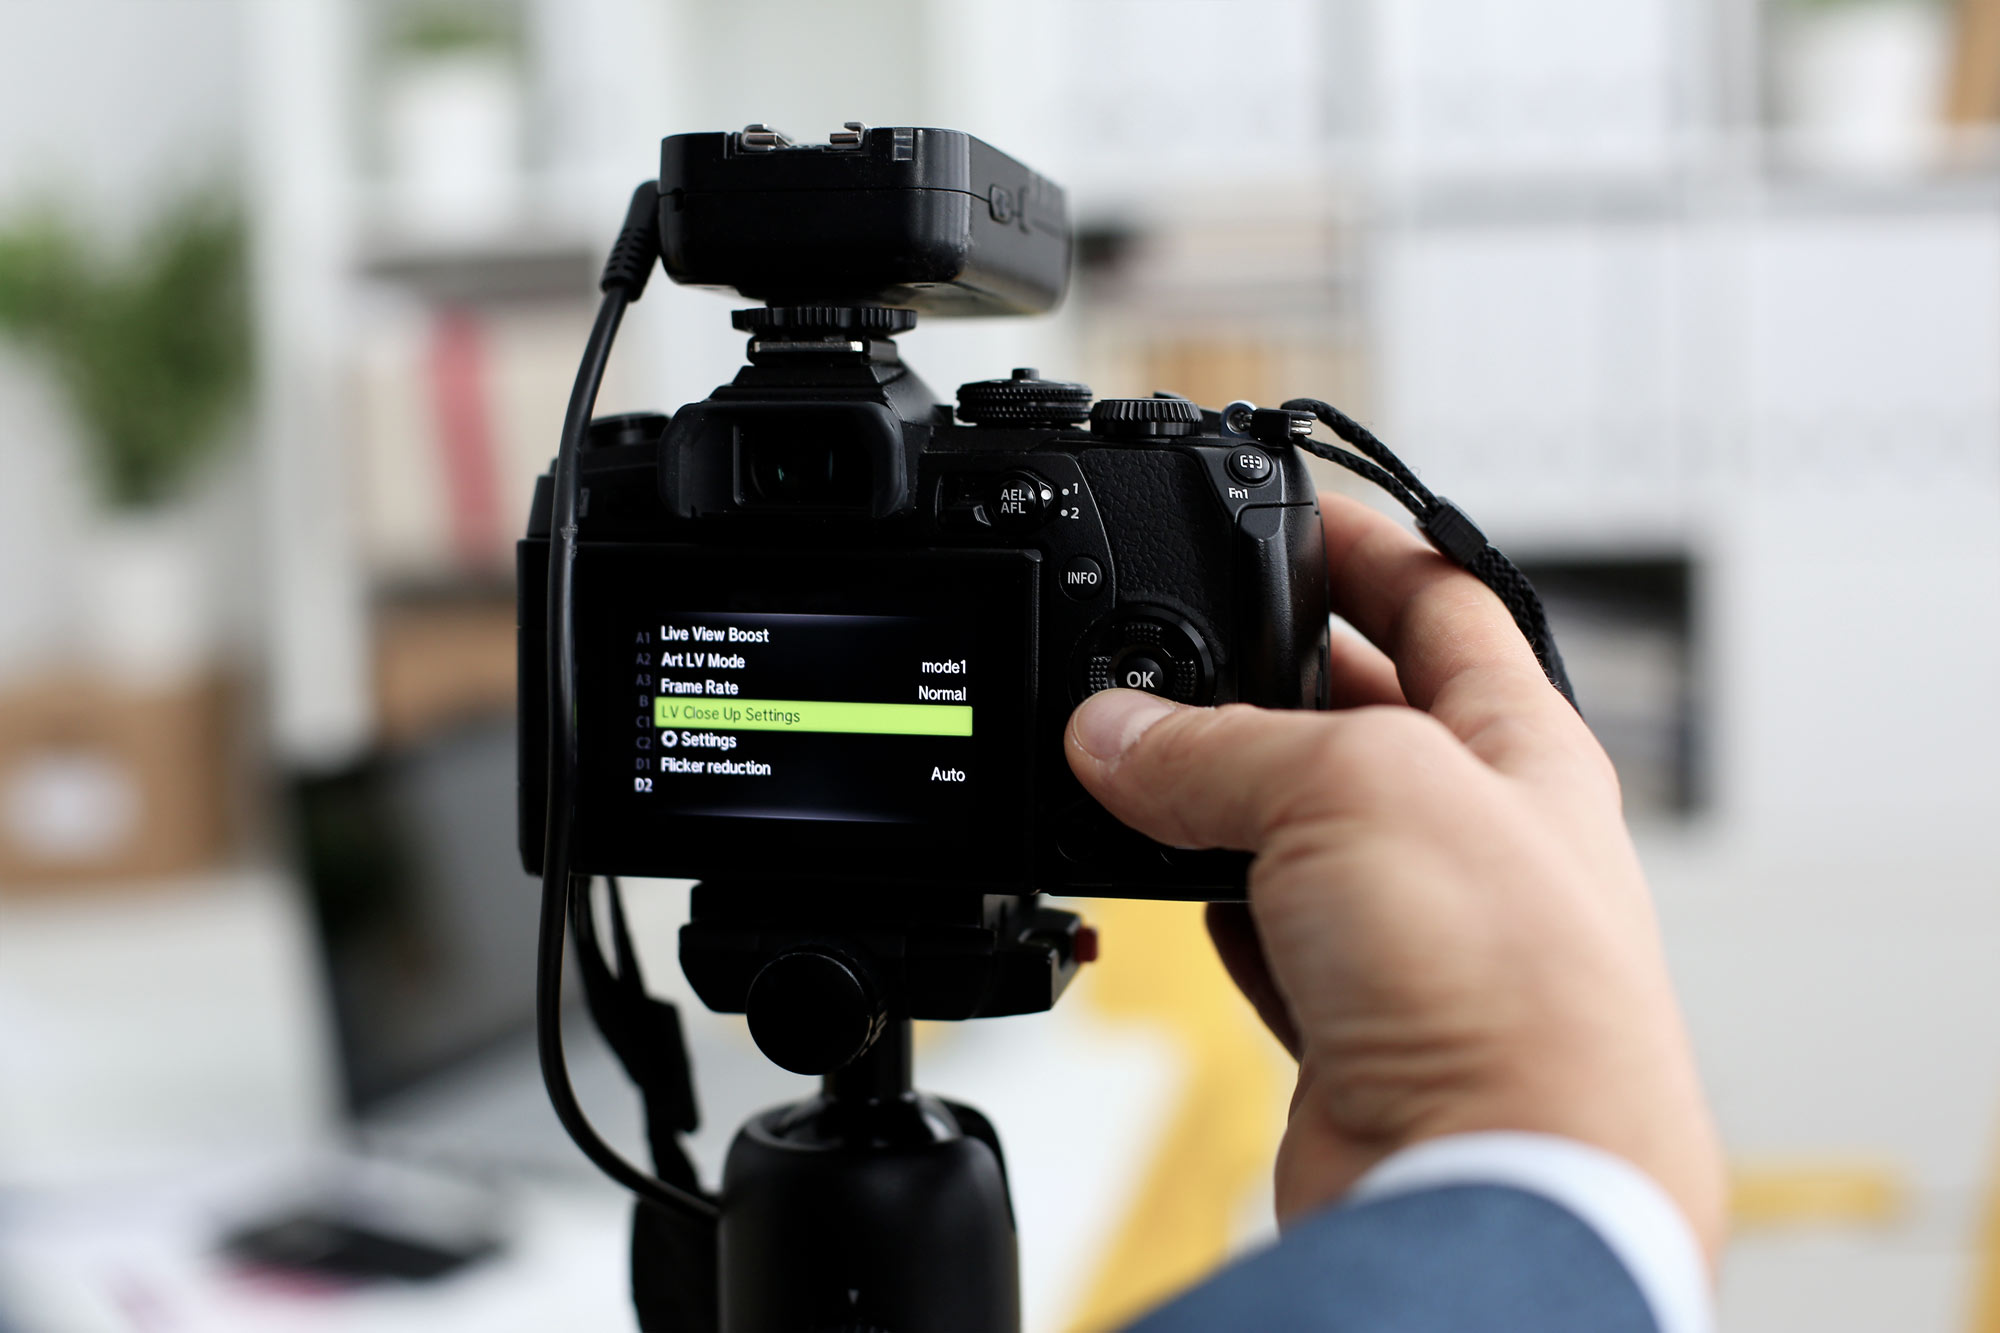 AEL
AFL
1
2
Fn1
INFO
OK
A1 Live View Boost
A2 Art LV Mode mode1
A3 Frame Rate Normal
B LV Close Up Settings
C1 Settings
C2
D1 Flicker reduction Auto
D2